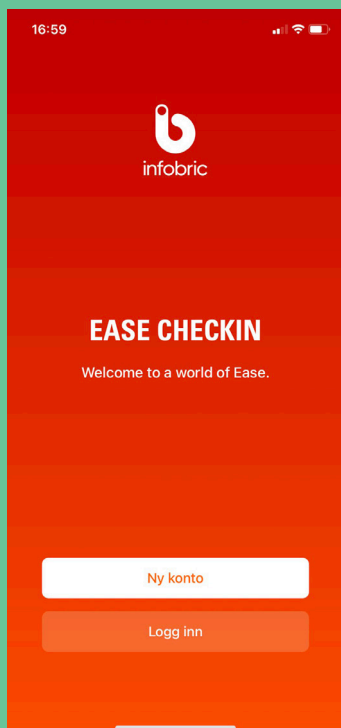 16:59
infobric
EASE CHECKIN
Welcome to a world of Ease.
Ny konto
Logg inn